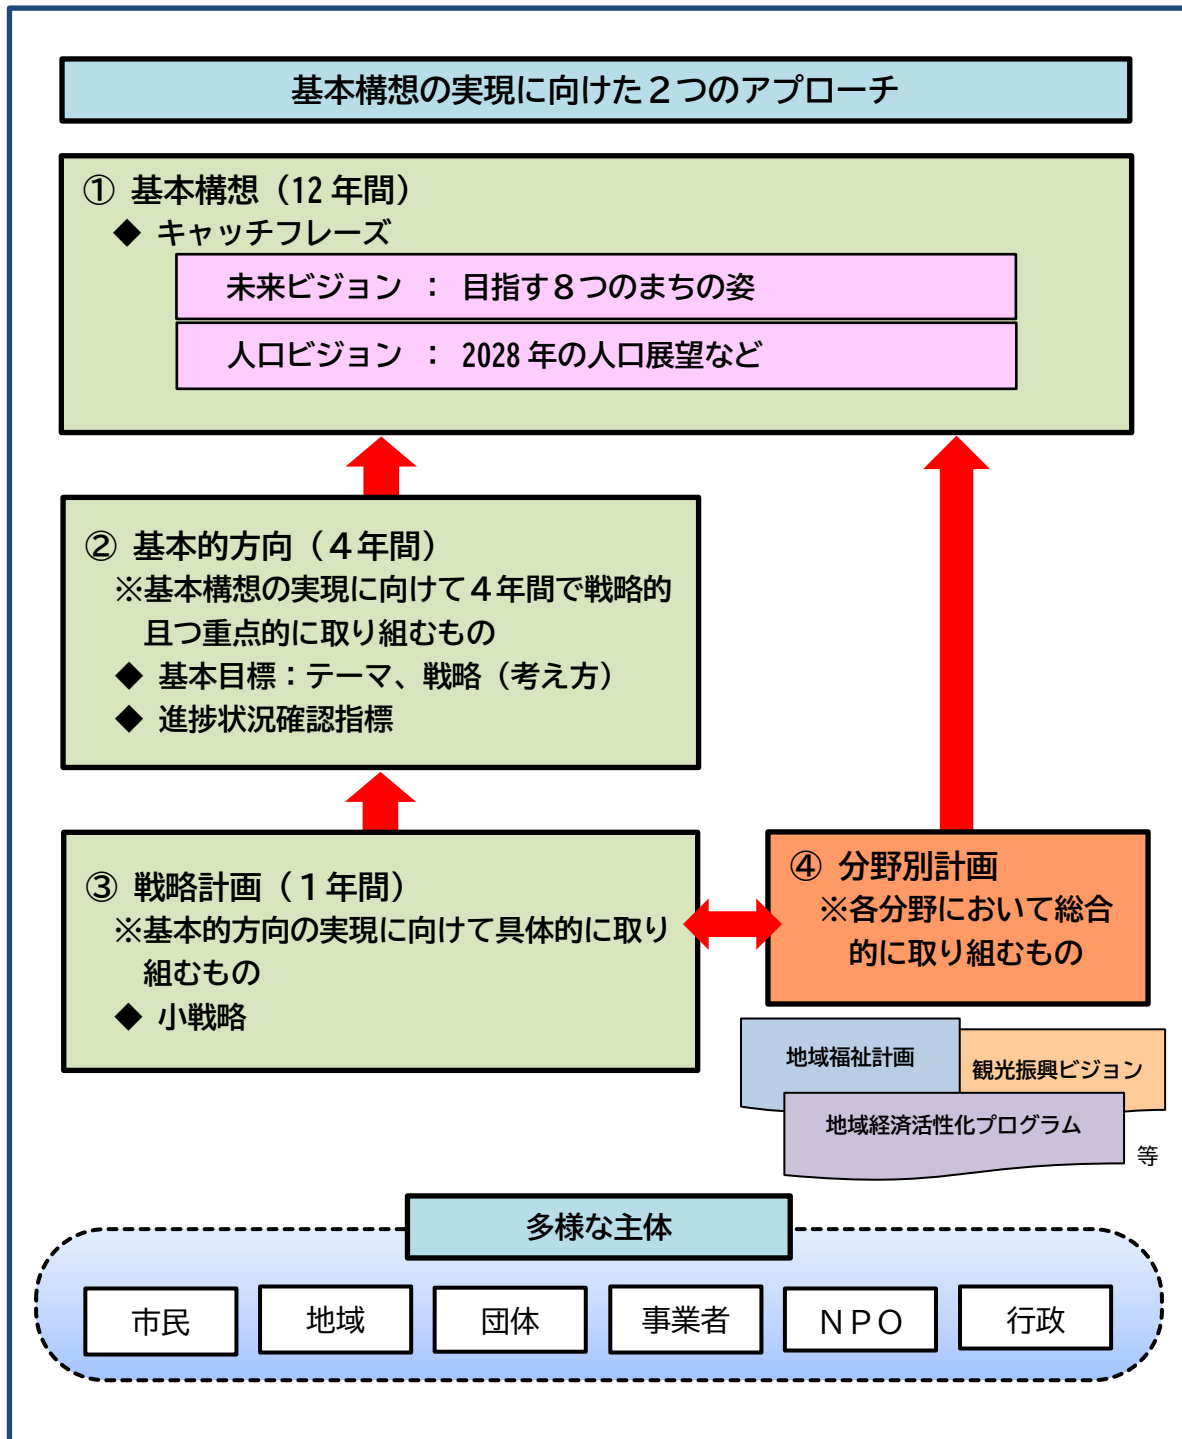 基本構想の実現に向けた２つのアプローチ
① 基本構想（12 年間）
◆ キャッチフレーズ
未来ビジョン ： 目指す８つのまちの姿
人口ビジョン ： 2028 年の人口展望など
② 基本的方向（４年間）
※基本構想の実現に向けて４年間で戦略的
且つ重点的に取り組むもの
◆ 基本目標：テーマ、戦略（考え方）
◆ 進捗状況確認指標
③ 戦略計画（１年間）
※基本的方向の実現に向けて具体的に取り
組むもの
◆ 小戦略
④ 分野別計画
※各分野において総合
的に取り組むもの
地域福祉計画
観光振興ビジョン
地域経済活性化プログラム
等
多様な主体
市民
地域
団体
事業者
ＮＰＯ
行政